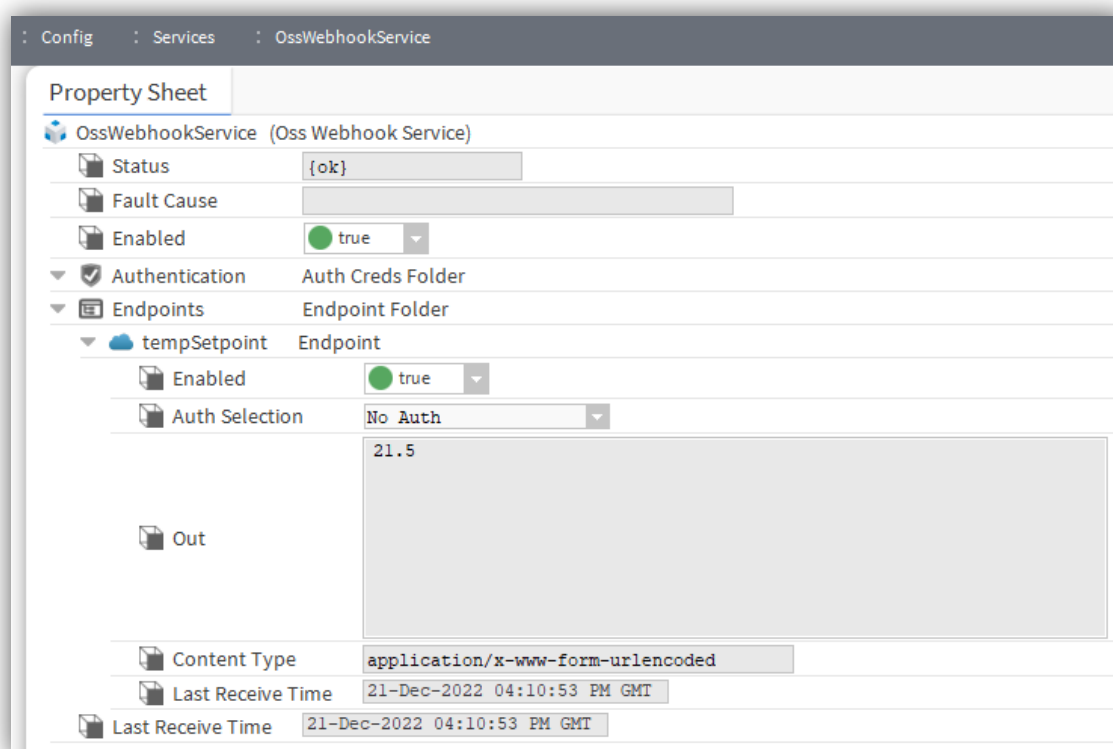 : Config : Services : OssWebhookService
Property Sheet
OssWebhookService (Oss Webhook Service)
Status {ok}
Fault Cause
Enabled true
Authentication Auth Creds Folder
Endpoints Endpoint Folder
tempSetpoint Endpoint
Enabled true
Auth Selection No Auth
21.5
Out
Content Type application/x-www-form-urlencoded
Last Receive Time 21-Dec-2022 04:10:53 PM GMT
Last Receive Time 21-Dec-2022 04:10:53 PM GMT